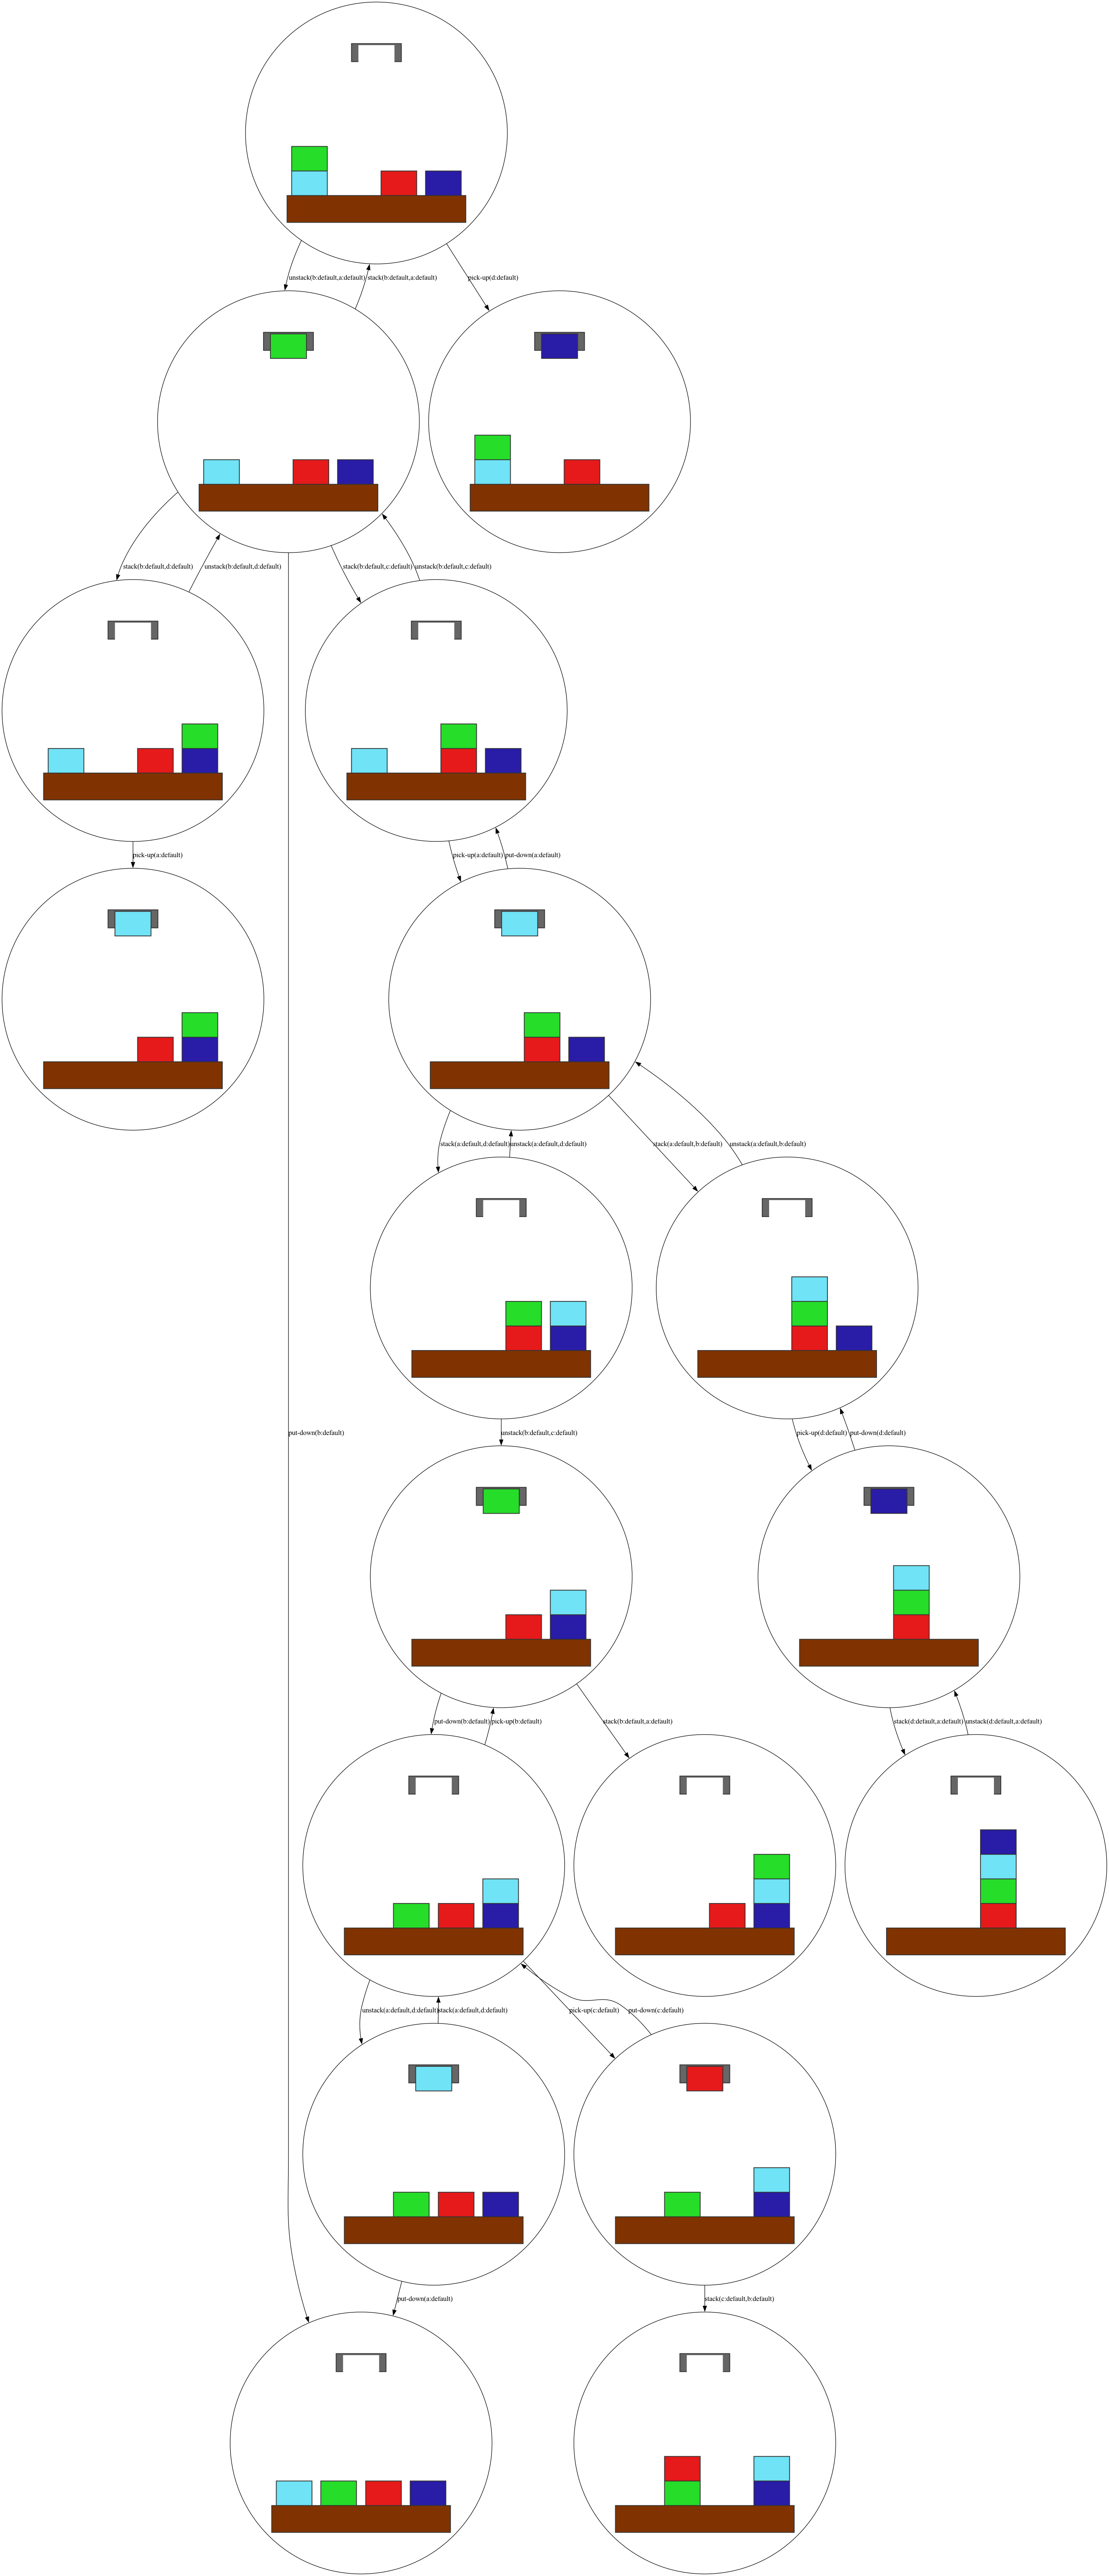 unstack(b:default,a:default)
stack(b:default,a:default)
pick-up(d:default)
stack(b:default,d:default)
unstack(b:default,d:default)
stack(b:default,c:default)
unstack(b:default,c:default)
pick-up(a:default)
pick-up(a:default)
put-down(a:default)
stack(a:default,d:default)
unstack(a:default,d:default)
stack(a:default,b:default)
unstack(a:default,b:default)
put-down(b:default)
unstack(b:default,c:default)
pick-up(d:default)
put-down(d:default)
put-down(b:default)
pick-up(b:default)
stack(b:default,a:default)
stack(d:default,a:default)
unstack(d:default,a:default)
unstack(a:default,d:default)
stack(a:default,d:default)
pick-up(c:default)
put-down(c:default)
put-down(a:default)
stack(c:default,b:default)